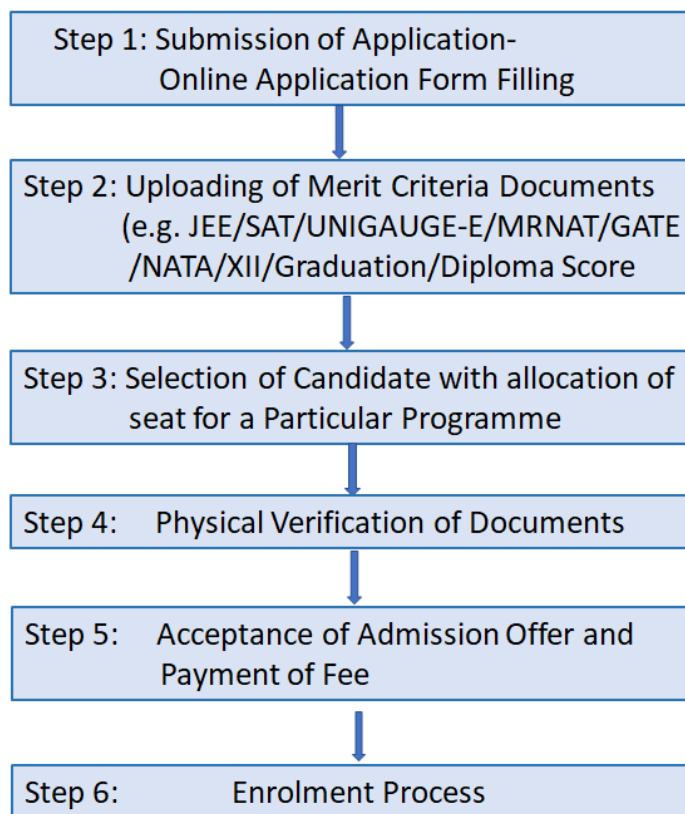 Step 1: Submission of Application-
Online Application Form Filling
Step 2: Uploading of Merit Criteria Documents
(e.g. JEE/SAT/UNIGAUGE-E/MRNAT/GATE
/NATA/XII/Graduation/Diploma Score
Step 3: Selection of Candidate with allocation of
seat for a Particular Programme
Step 4: Physical Verification of Documents
Step 5: Acceptance of Admission Offer and
Payment of Fee
Step 6: Enrolment Process